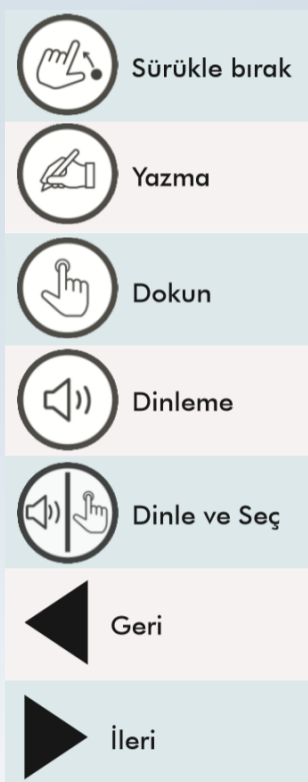 Sürükle bırak
Yazma
Dokun
Dinleme
Dinle ve Seç
Geri
İleri